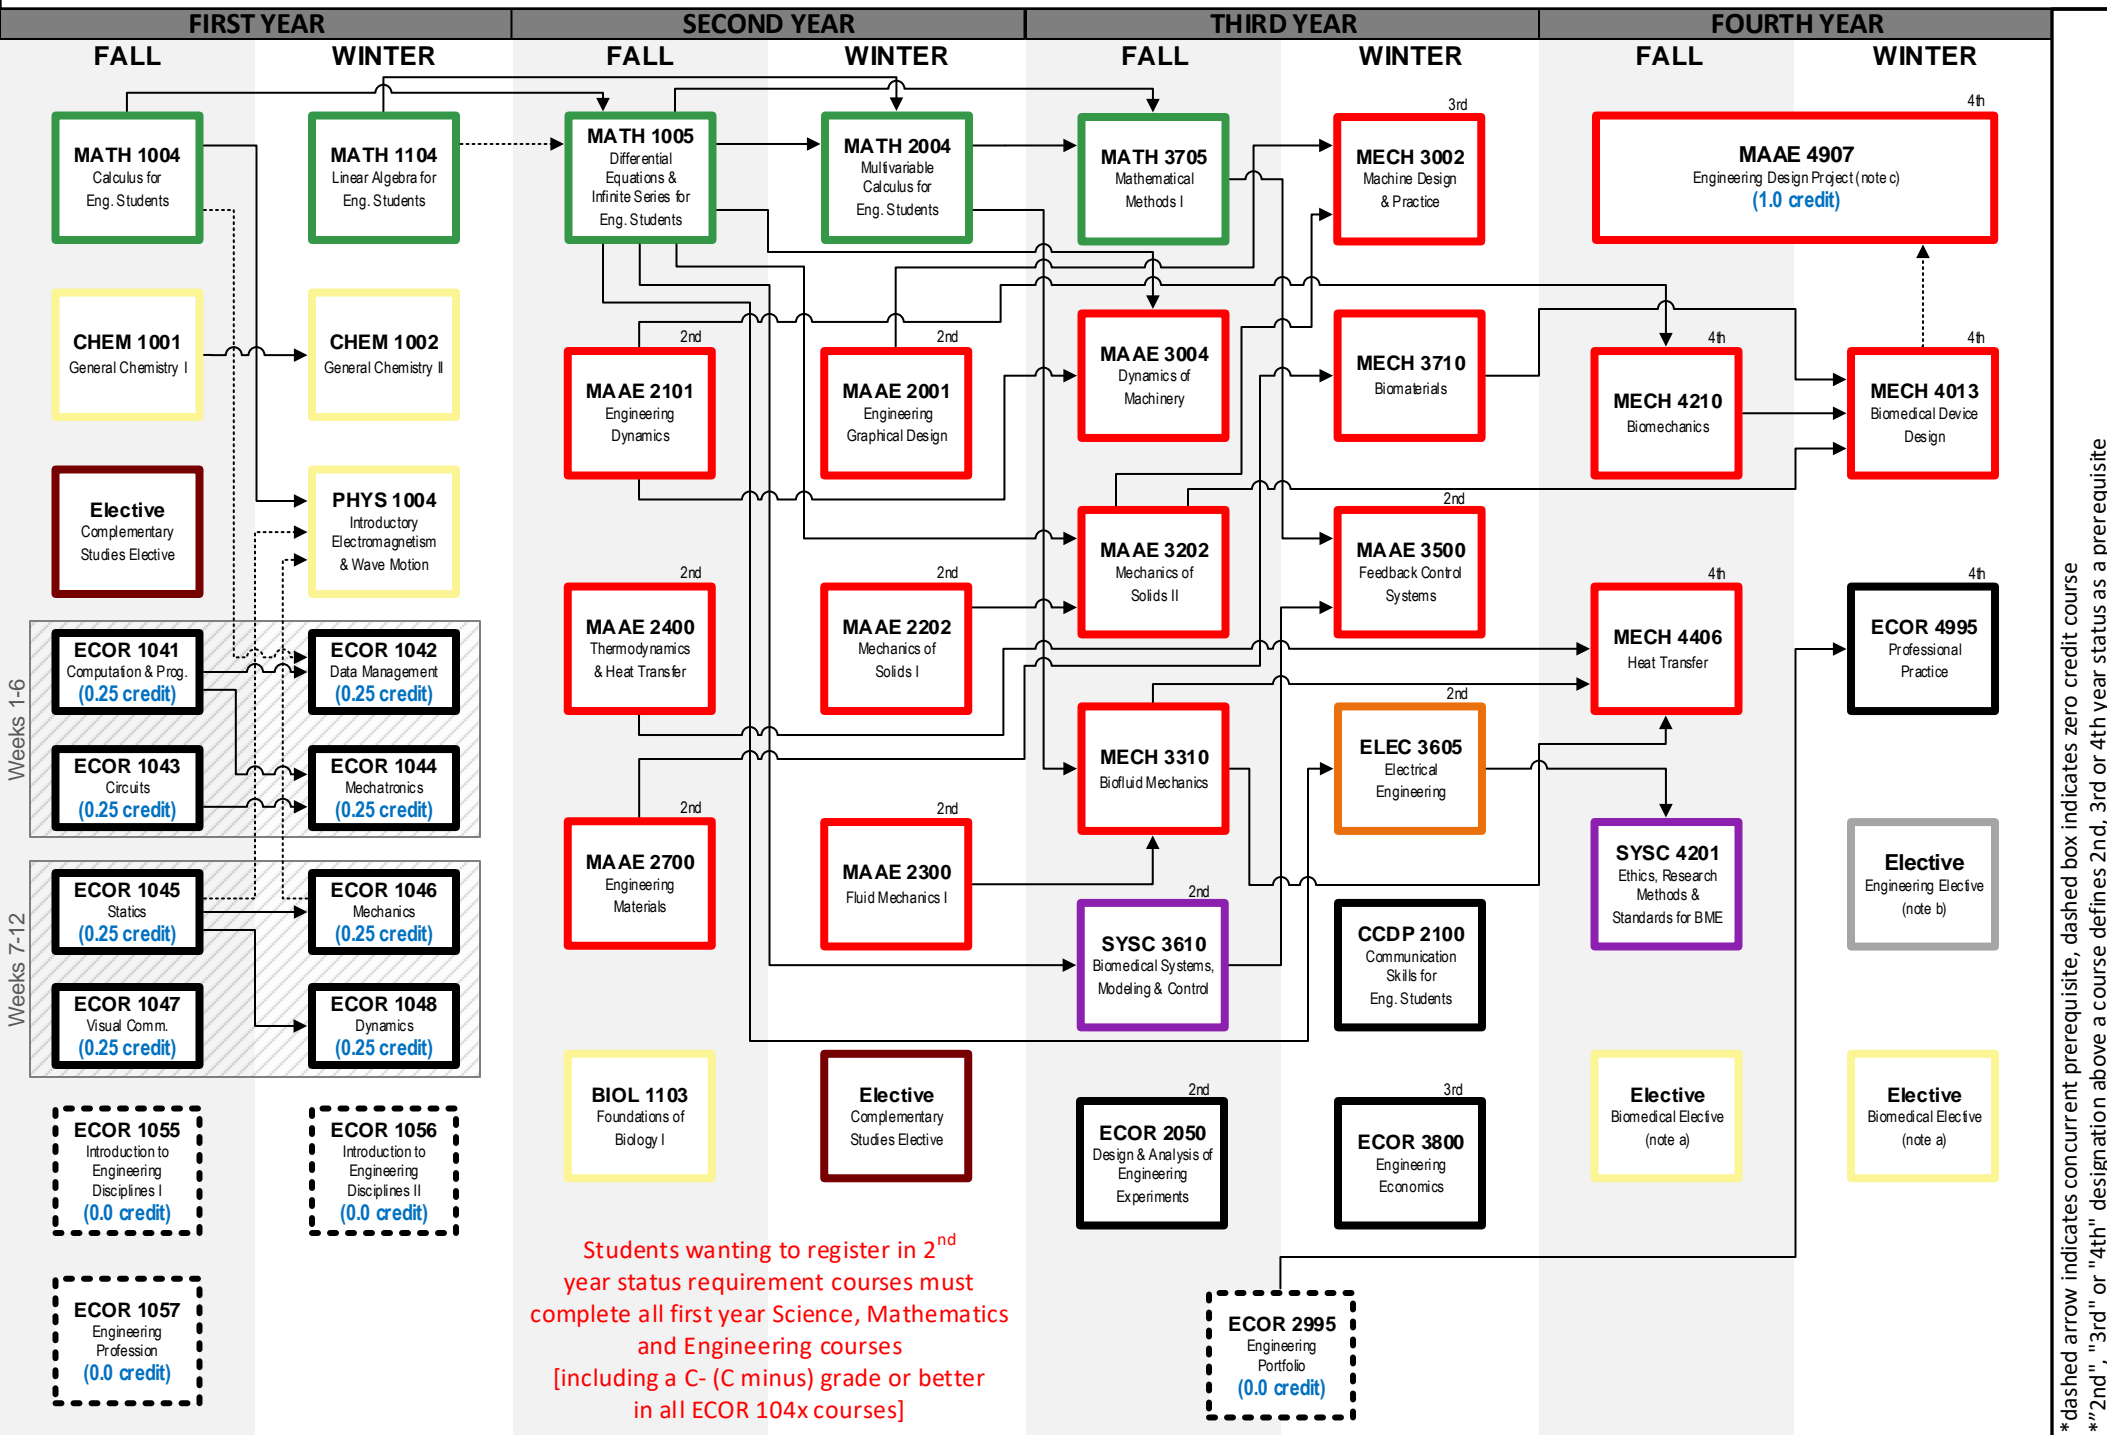 FIRST YEAR
SECOND YEAR
THIRD YEAR
FOURTH YEAR
FALL
WINTER
FALL
WINTER
FALL
WINTER
FALL
WINTER
MATH 1004
Calculus for
Eng. Students
CHEM 1001
General Chemistry I
Elective
Complementary
Studies Elective
Weeks 1-6
ECOR 1041
Computation & Prog.
(0.25 credit)
ECOR 1043
Circuits
(0.25 credit)
Weeks 7-12
ECOR 1045
Statics
(0.25 credit)
ECOR 1047
Visual Comm.
(0.25 credit)
ECOR 1055
Introduction to
Engineering
Disciplines I
(0.0 credit)
ECOR 1057
Engineering
Profession
(0.0 credit)
MATH 1104
Linear Algebra for
Eng. Students
CHEM 1002
General Chemistry II
PHYS 1004
Introductory
Electromagnetism
& Wave Motion
ECOR 1042
Data Management
(0.25 credit)
ECOR 1044
Mechatronics
(0.25 credit)
ECOR 1046
Mechanics
(0.25 credit)
ECOR 1048
Dynamics
(0.25 credit)
ECOR 1056
Introduction to
Engineering
Disciplines II
(0.0 credit)
MATH 1005
Differential
Equations &
Infinite Series for
Eng. Students
2nd
MAAE 2101
Engineering
Dynamics
2nd
MAAE 2400
Thermodynamics
& Heat Transfer
2nd
MAAE 2700
Engineering
Materials
BIOL 1103
Foundations of
Biology I
MATH 2004
Multivariable
Calculus for
Eng. Students
2nd
MAAE 2001
Engineering
Graphical Design
2nd
MAAE 2202
Mechanics of
Solids I
2nd
MAAE 2300
Fluid Mechanics I
Elective
Complementary
Studies Elective
Students wanting to register in 2nd
year status requirement courses must
complete all first year Science, Mathematics
and Engineering courses
[including a C- (C minus) grade or better
in all ECOR 104x courses]
MATH 3705
Mathematical
Methods I
MAAE 3004
Dynamics of
Machinery
MAAE 3202
Mechanics of
Solids II
MECH 3310
Biofluid Mechanics
2nd
SYSC 3610
Biomedical Systems,
Modeling & Control
2nd
ECOR 2050
Design & Analysis of
Engineering
Experiments
ECOR 2995
Engineering
Portfolio
(0.0 credit)
3rd
MECH 3002
Machine Design
& Practice
MECH 3710
Biomaterials
2nd
MAAE 3500
Feedback Control
Systems
2nd
ELEC 3605
Electrical
Engineering
CCDP 2100
Communication
Skills for
Eng. Students
3rd
ECOR 3800
Engineering
Economics
4th
MAAE 4907
Engineering Design Project (note c)
(1.0 credit)
4th
MECH 4210
Biomechanics
4th
MECH 4406
Heat Transfer
SYSC 4201
Ethics, Research
Methods &
Standards for BME
Elective
Biomedical Elective
(note a)
4th
MECH 4013
Biomedical Device
Design
4th
ECOR 4995
Professional
Practice
Elective
Engineering Elective
(note b)
Elective
Biomedical Elective
(note a)
*dashed arrow indicates concurrent prerequisite, dashed box indicates zero credit course
*"2nd", "3rd" or "4th" designation above a course defines 2nd, 3rd or 4th year status as a prerequisite